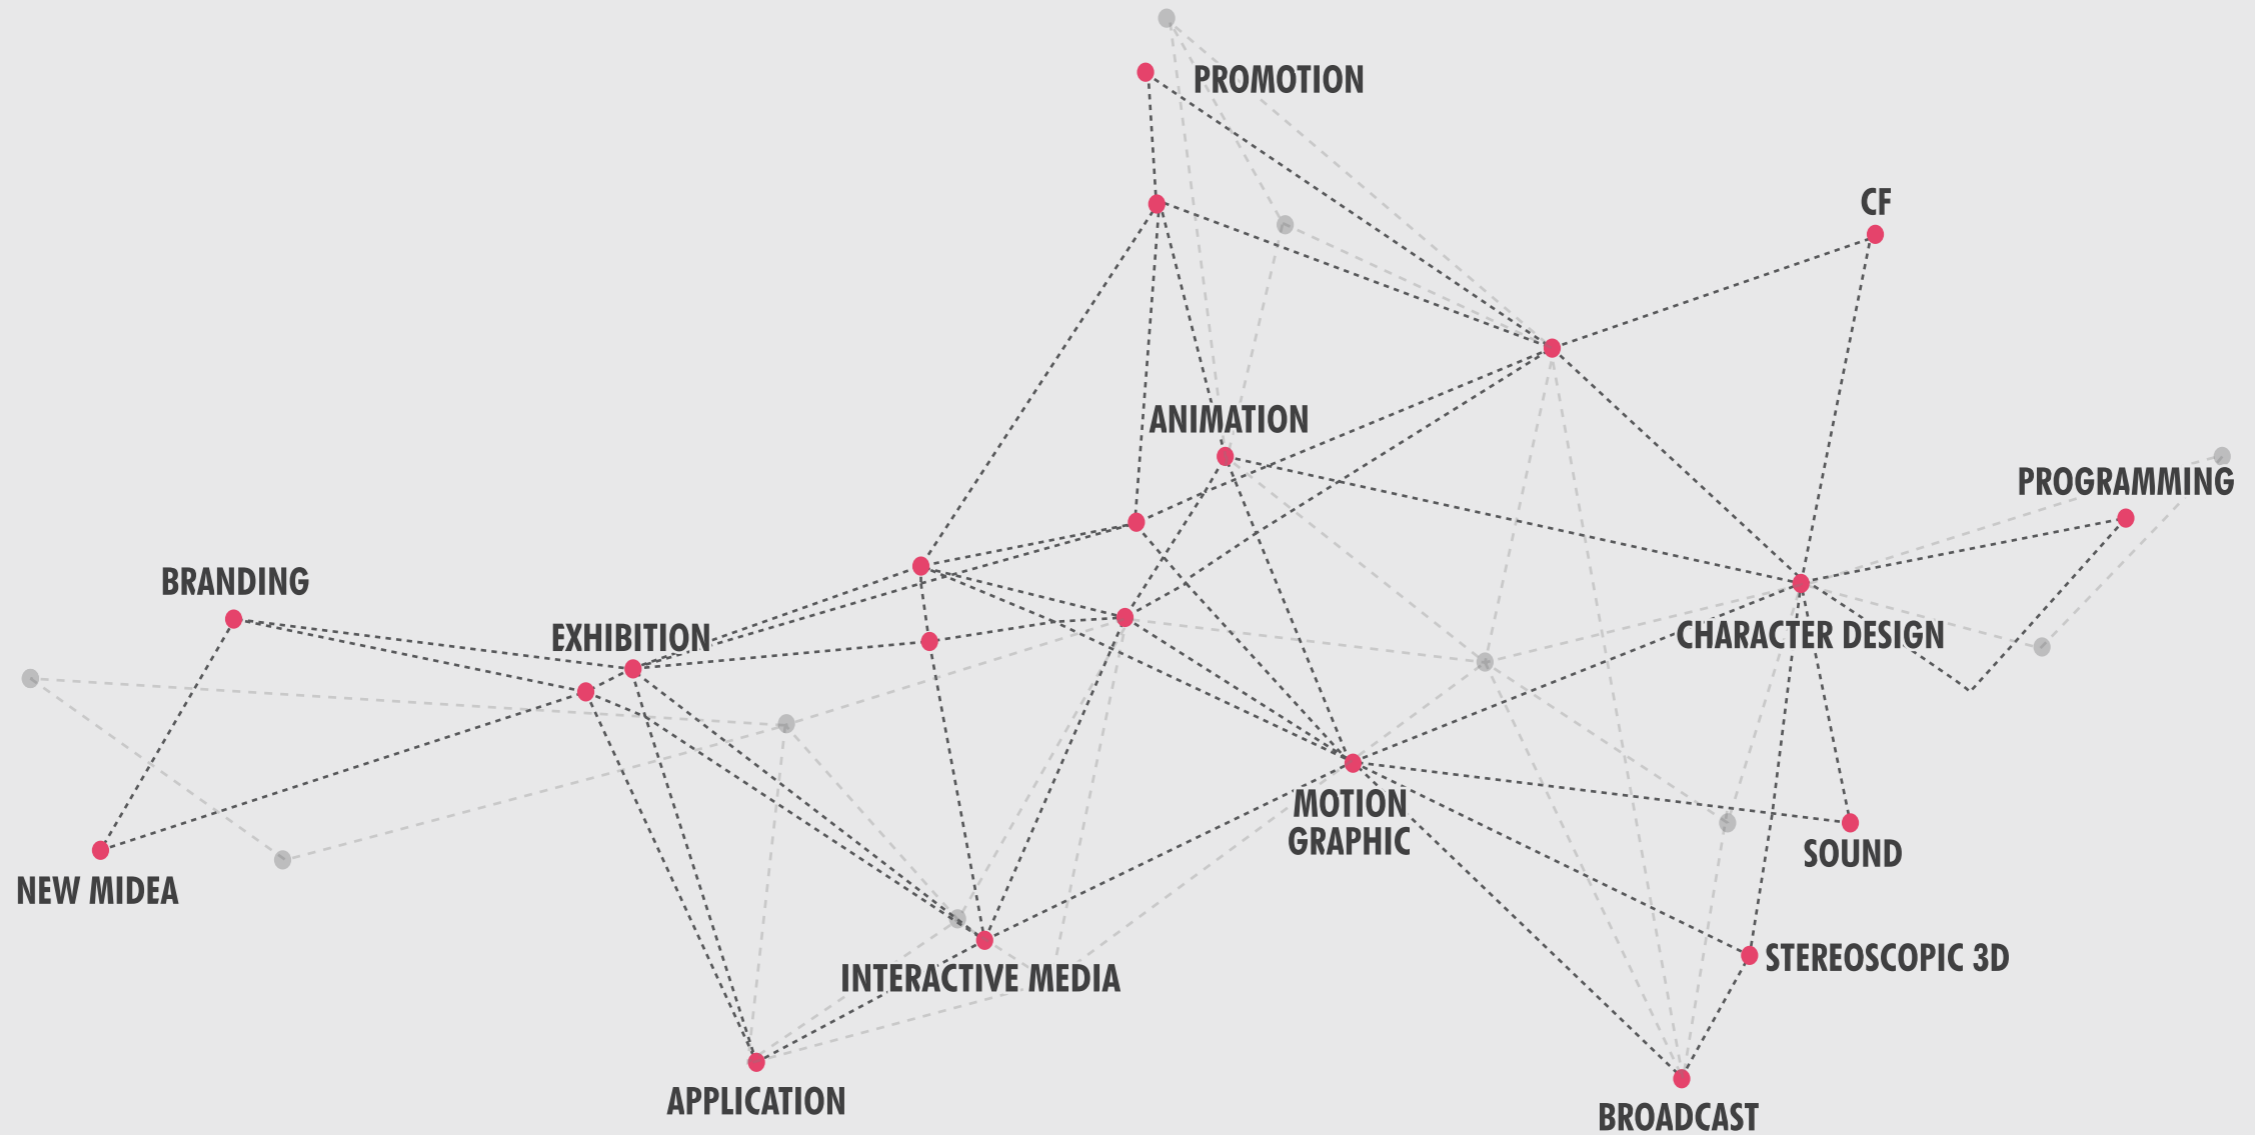 PROMOTION
CF
ANIMATION
PROGRAMMING
BRANDING
EXHIBITION
CHARACTER DESIGN
MOTION
GRAPHIC
SOUND
NEW MIDEA
STEREOSCOPIC 3D
INTERACTIVE MEDIA
APPLICATION
BROADCAST